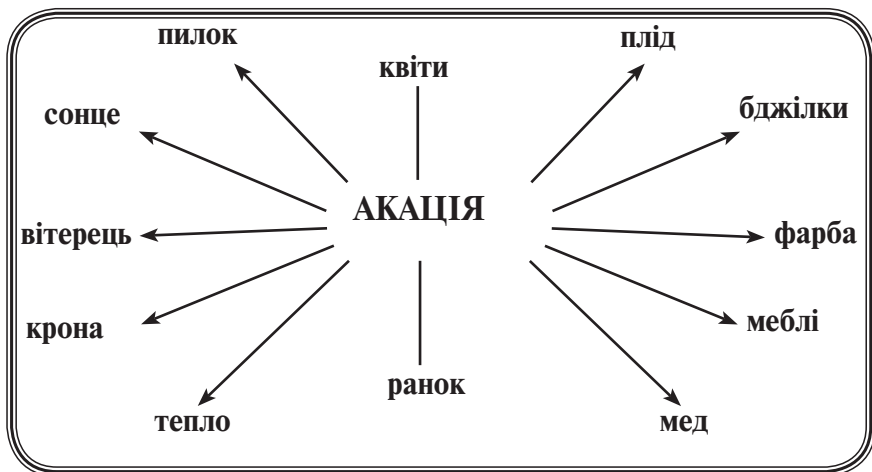 пилок
плід
квіти
сонце
бджілки
АКАЦІЯ
вітерець
фарба
крона
меблі
ранок
тепло
мед